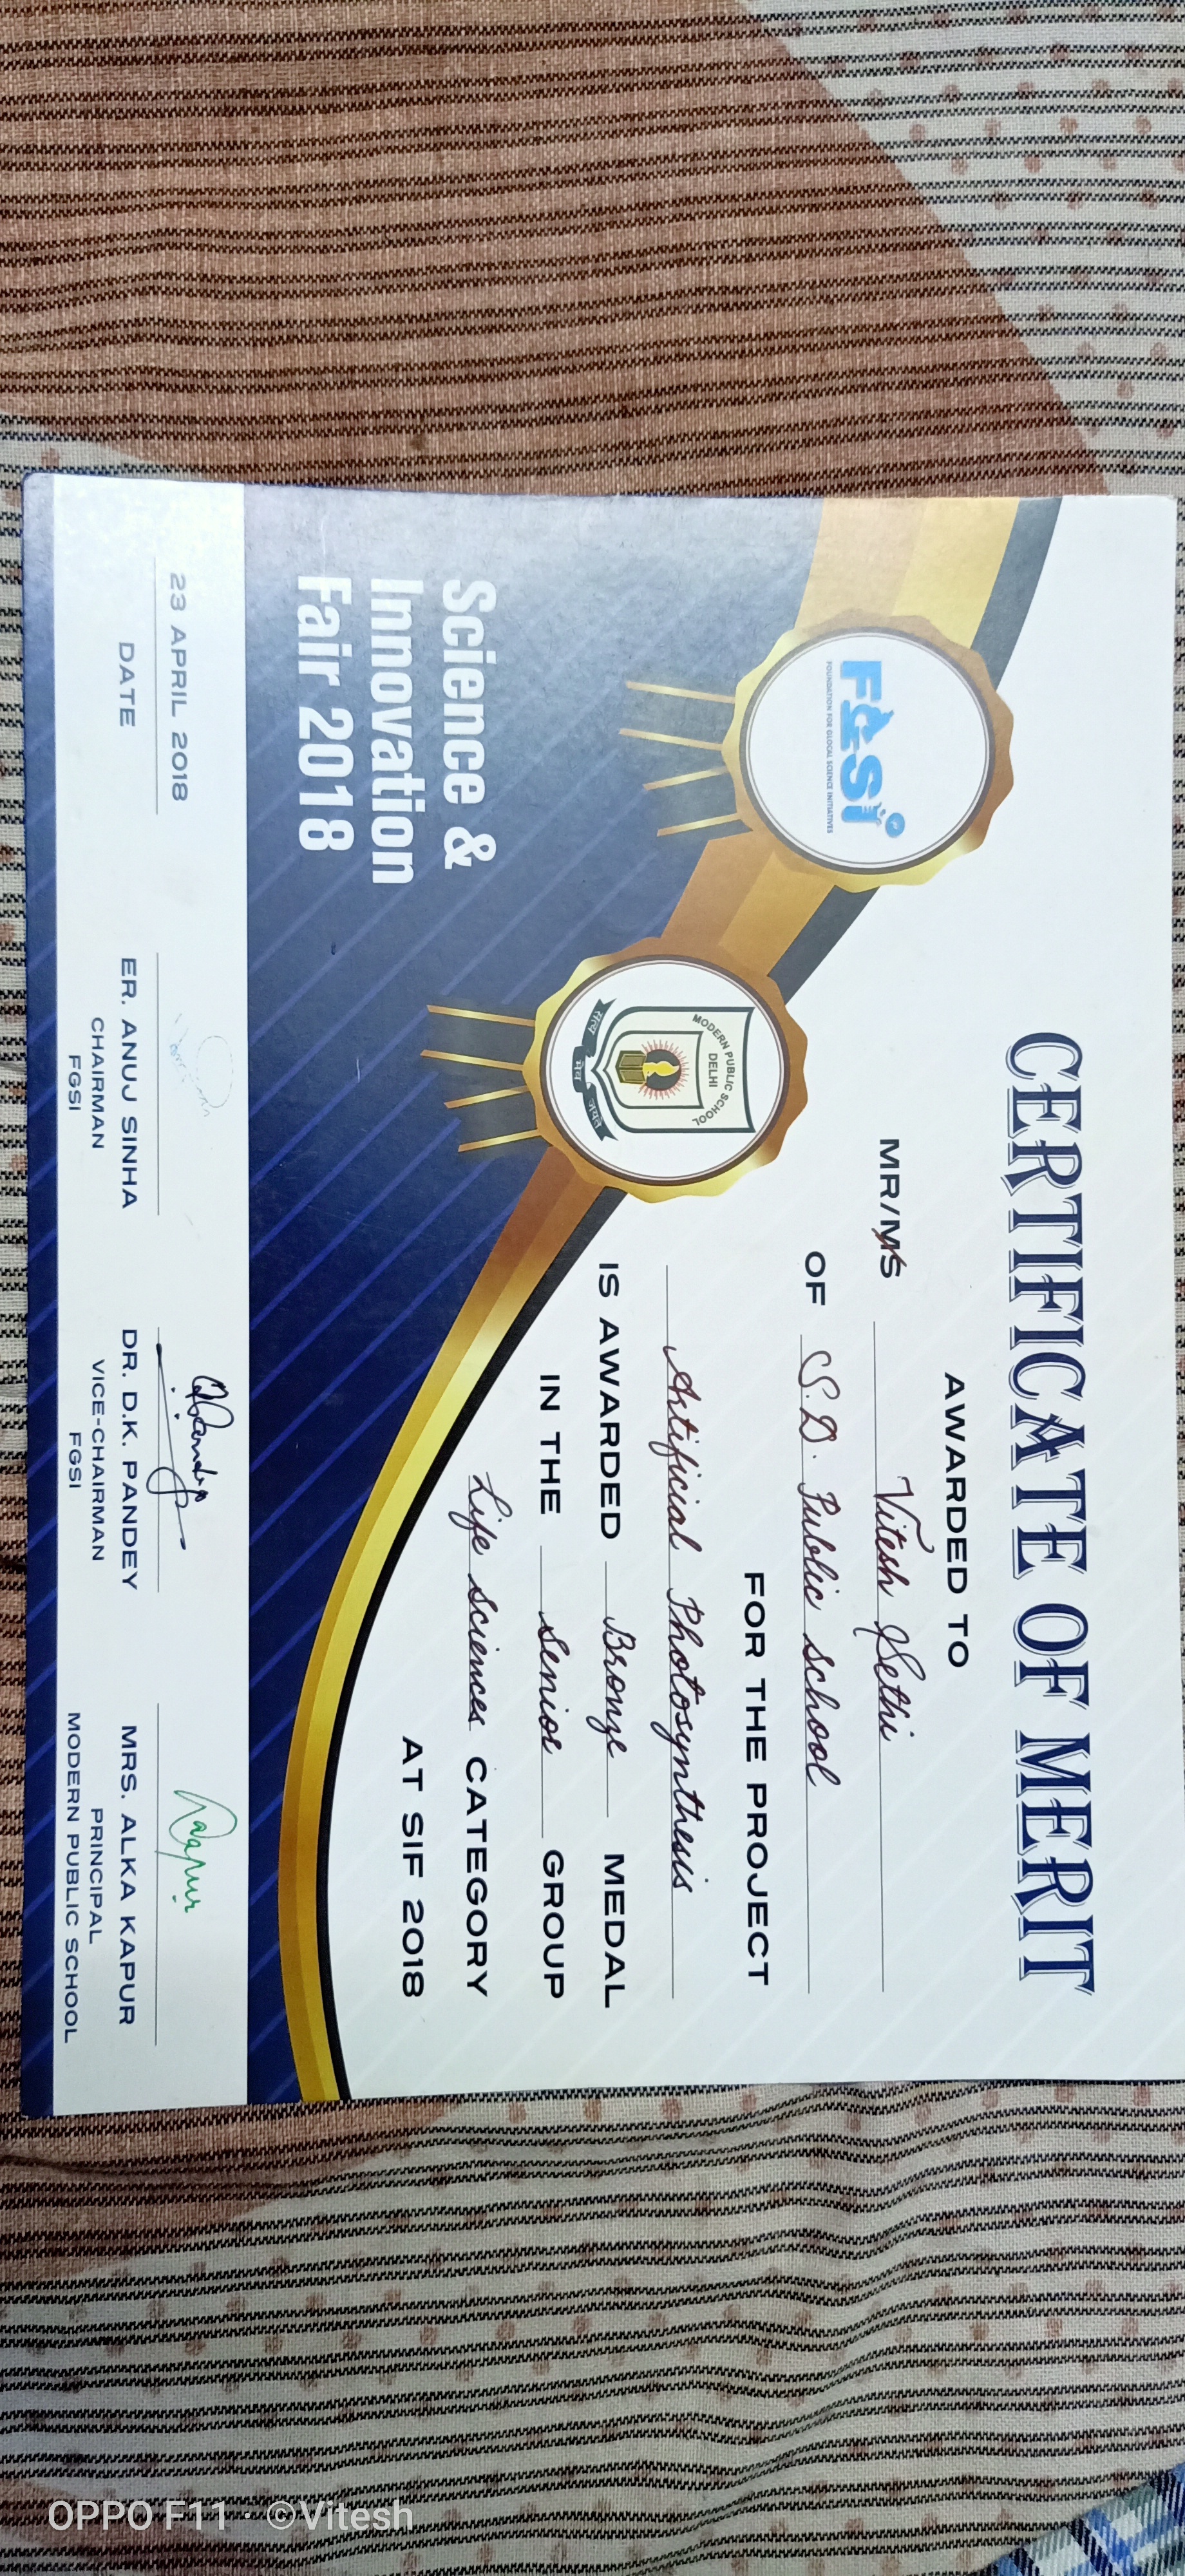 CERTIFICATE OF MERIT
AWARDED TO
MR/MS Vitesh Sethi
OF S.D. Public School
FOR THE PROJECT
Artificial Photosynthesis
IS AWARDED Bronze MEDAL
IN THE Senior GROUP
Life Sciences CATEGORY
AT SIF 2018
FGSI
FOUNDATION FOR GLOCAL SCIENCE INITIATIVES
MODERN PUBLIC SCHOOL
DELHI
सत्य मेव जयते
Science &
Innovation
Fair 2018
23 APRIL 2018
DATE
ER. ANUJ SINHA
CHAIRMAN
FGSI
DKPandey
DR. D.K. PANDEY
VICE-CHAIRMAN
FGSI
Kapur
MRS. ALKA KAPUR
PRINCIPAL
MODERN PUBLIC SCHOOL
OPPO F11 ··©Vitesh